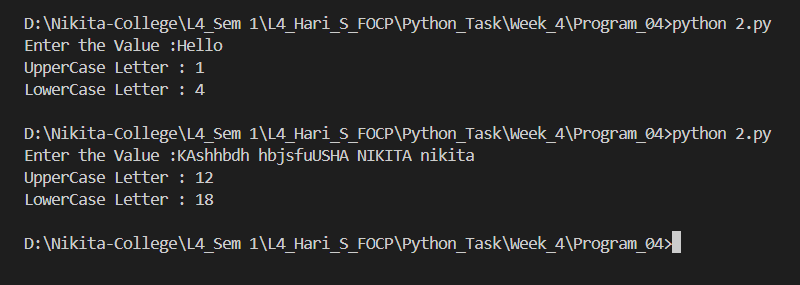 D:\Nikita-College\L4_Sem 1\L4_Hari_S_FOCP\Python_Task\Week_4\Program_04>python 2.py
Enter the Value :Hello
UpperCase Letter : 1
LowerCase Letter : 4
D:\Nikita-College\L4_Sem 1\L4_Hari_S_FOCP\Python_Task\Week_4\Program_04>python 2.py
Enter the Value :KAshhbdh hbjsfuUSHA NIKITA nikita
UpperCase Letter : 12
LowerCase Letter : 18
D:\Nikita-College\L4_Sem 1\L4_Hari_S_FOCP\Python_Task\Week_4\Program_04>